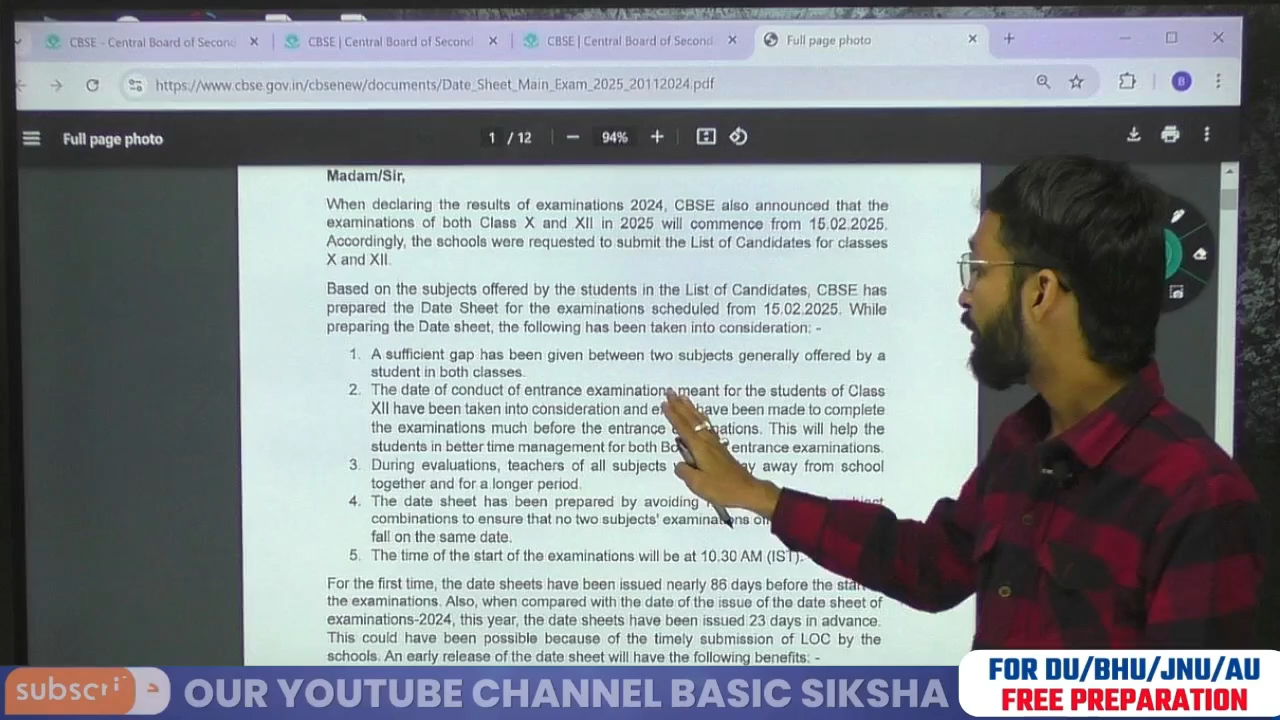 CBSE - Central Board of Second
CBSE | Central Board of Second
CBSE | Central Board of Second
Full page photo
https://www.cbse.gov.in/cbsenew/documents/Date_Sheet_Main_Exam_2025_20112024.pdf
B
Full page photo
1 / 12
94%
Madam/Sir,
When declaring the results of examinations 2024, CBSE also announced that the
examinations of both Class X and XII in 2025 will commence from 15.02.2025.
Accordingly, the schools were requested to submit the List of Candidates for classes
X and XII.
Based on the subjects offered by the students in the List of Candidates, CBSE has
prepared the Date Sheet for the examinations scheduled from 15.02.2025. While
preparing the Date sheet, the following has been taken into consideration: -
1. A sufficient gap has been given between two subjects generally offered by a
student in both classes.
2. The date of conduct of entrance examinations meant for the students of Class
XII have been taken into consideration and have been made to complete
the examinations much before the entrance This will help the
students in better time management for both entrance examinations.
3. During evaluations, teachers of all subjects away from school
together and for a longer period.
4. The date sheet has been prepared by avoiding
combinations to ensure that no two subjects' examinations
fall on the same date.
5. The time of the start of the examinations will be at 10.30 AM (IST).
For the first time, the date sheets have been issued nearly 86 days before the
the examinations. Also, when compared with the date of the issue of the date sheet of
examinations-2024, this year, the date sheets have been issued 23 days in advance.
This could have been possible because of the timely submission of LOC by the
schools. An early release of the date sheet will have the following benefits: -
subscri
OUR YOUTUBE CHANNEL BASIC SIKSHA
FOR DU/BHU/JNU/AU
FREE PREPARATION